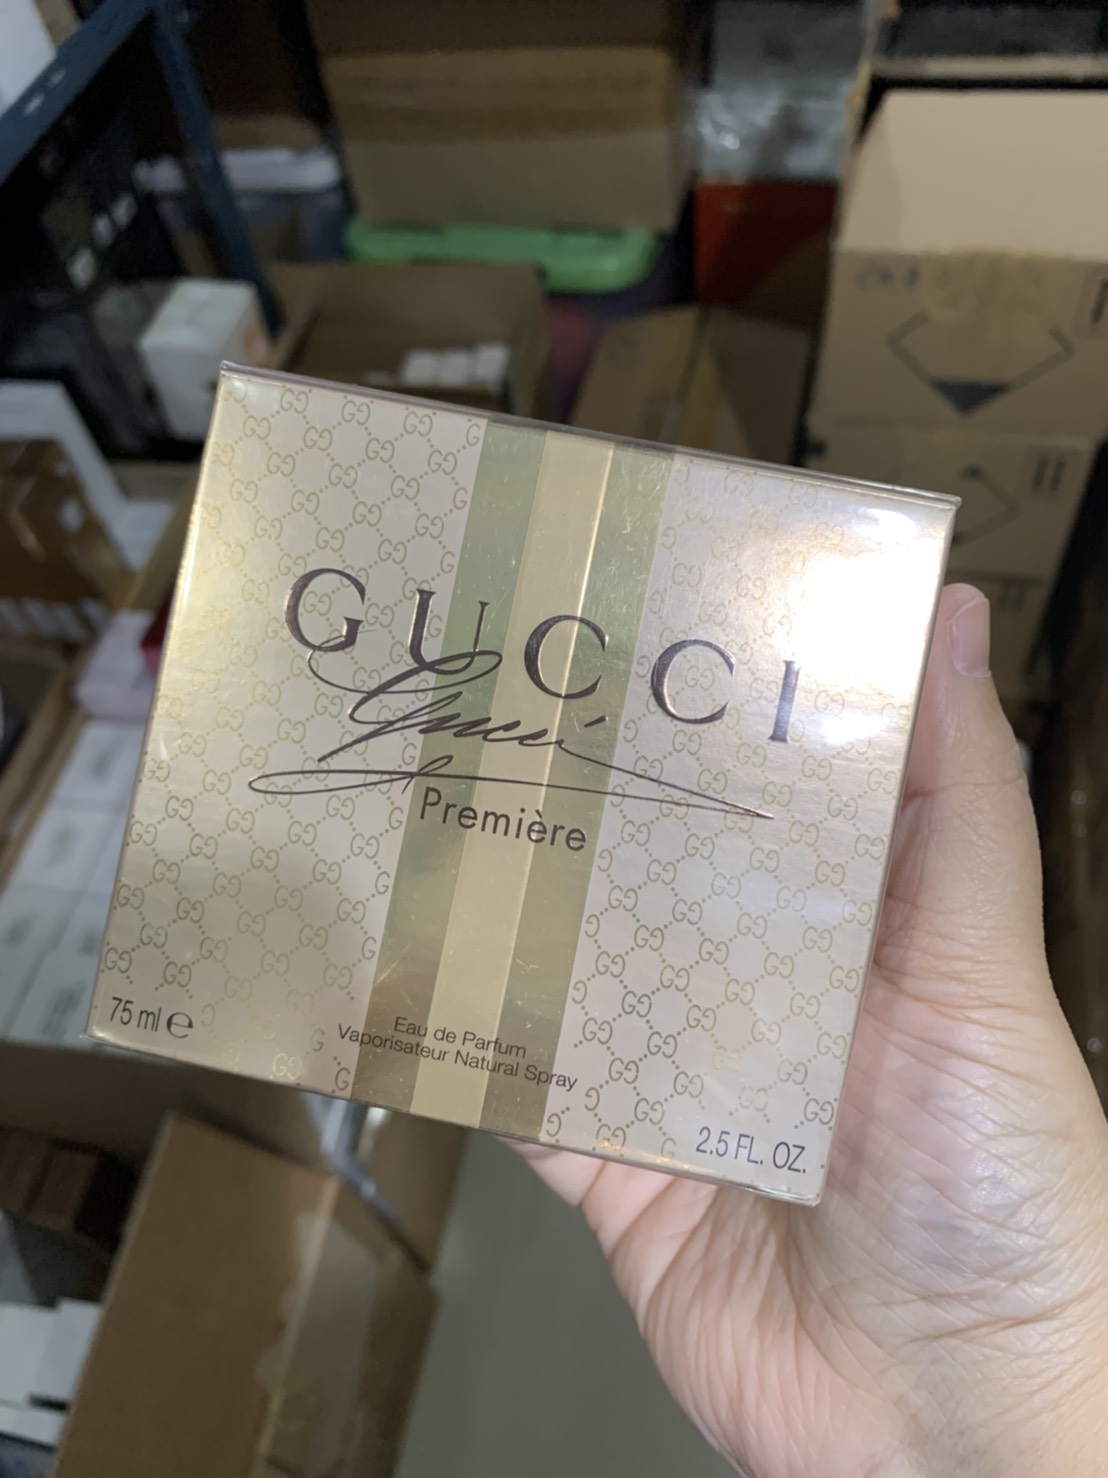 GUCCI
Gucci
Première
75 ml ℮
Eau de Parfum
Vaporisateur Natural Spray
2.5 FL. OZ.